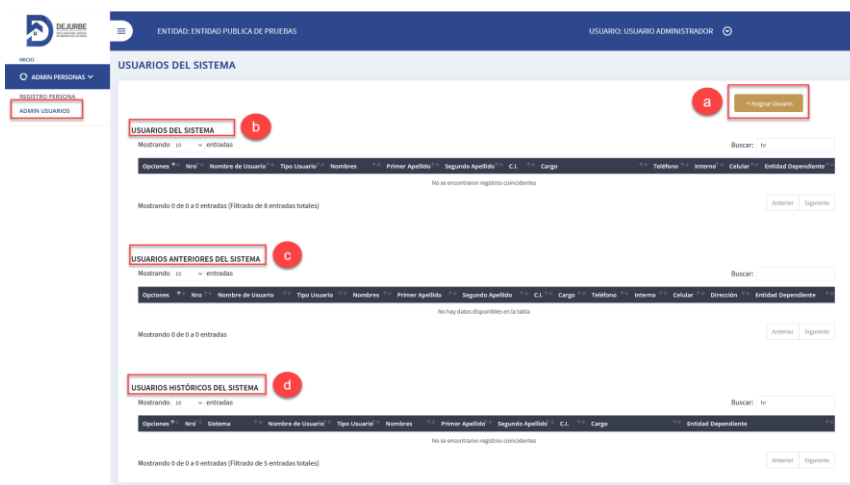 DEJURBE
ENTIDAD: ENTIDAD PUBLICA DE PRUEBAS
USUARIO: USUARIO ADMINISTRADOR
INICIO
ADMIN PERSONAS
REGISTRO PERSONA
ADMIN USUARIOS
USUARIOS DEL SISTEMA
a
+ Asignar Usuario
USUARIOS DEL SISTEMA
b
Mostrando 10 entradas
Buscar: hr
Opciones Nro Nombre de Usuario Tipo Usuario Nombres Primer Apellido Segundo Apellido C.I. Cargo Teléfono Interno Celular Entidad Dependiente
No se encontraron registros coincidentes
Mostrando 0 de 0 a 0 entradas (Filtrado de 8 entradas totales)
Anterior Siguiente
USUARIOS ANTERIORES DEL SISTEMA
c
Mostrando 10 entradas
Buscar:
Opciones Nro Nombre de Usuario Tipo Usuario Nombres Primer Apellido Segundo Apellido C.I. Cargo Teléfono Interno Celular Dirección Entidad Dependiente
No hay datos disponibles en la tabla
Mostrando 0 de 0 a 0 entradas
Anterior Siguiente
USUARIOS HISTÓRICOS DEL SISTEMA
d
Mostrando 10 entradas
Buscar: hr
Opciones Nro Sistema Nombre de Usuario Tipo Usuario Nombres Primer Apellido Segundo Apellido C.I. Cargo Entidad Dependiente
No se encontraron registros coincidentes
Mostrando 0 de 0 a 0 entradas (Filtrado de 5 entradas totales)
Anterior Siguiente